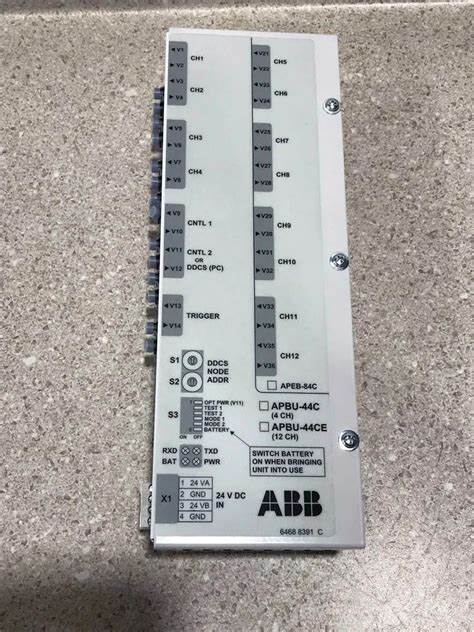 ◄V1
►V2
CH1
◄V3
►V4
CH2
◄V5
►V6
CH3
◄V7
►V8
CH4
◄V9
►V10
CNTL 1
◄V11
►V12
CNTL 2
OR
DDCS (PC)
◄V13
►V14
TRIGGER
◄V21
►V22
CH5
◄V23
►V24
CH6
◄V25
►V26
CH7
◄V27
►V28
CH8
◄V29
►V30
CH9
◄V31
►V32
CH10
◄V33
►V34
CH11
◄V35
►V36
CH12
APEB-84C
S1
S2
DDCS
NODE
ADDR
APBU-44C
(4 CH)
APBU-44CE
(12 CH)
S3
1 OPT PWR (V11)
TEST 1
TEST 2
MODE 1
MODE 2
6 BATTERY
ON OFF
SWITCH BATTERY
ON WHEN BRINGING
UNIT INTO USE
RXD TXD
BAT PWR
X1
1 24 VA
2 GND
3 24 VB
4 GND
24 V DC
IN
ABB
6468 8391 C